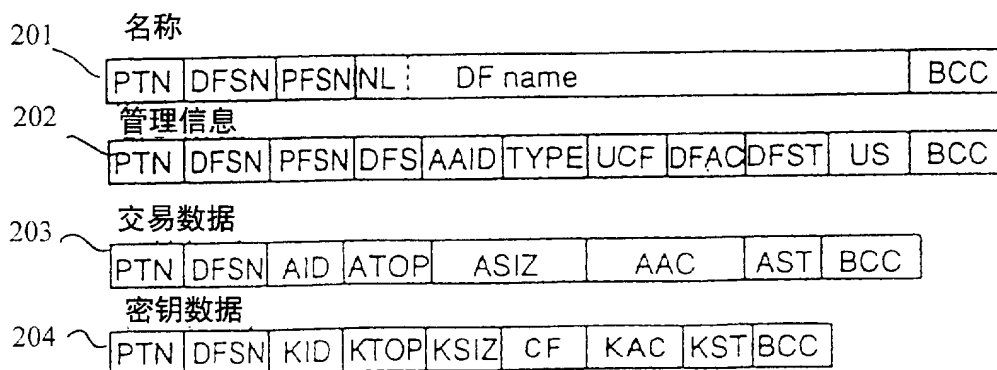 名称
201
PTN DFSN PFSN NL DF name BCC
202
管理信息
PTN DFSN PFSN DFS AAID TYPE UCF DFAC DFST US BCC
交易数据
203
PTN DFSN AID ATOP ASIZ AAC AST BCC
密钥数据
204
PTN DFSN KID KTOP KSIZ CF KAC KST BCC